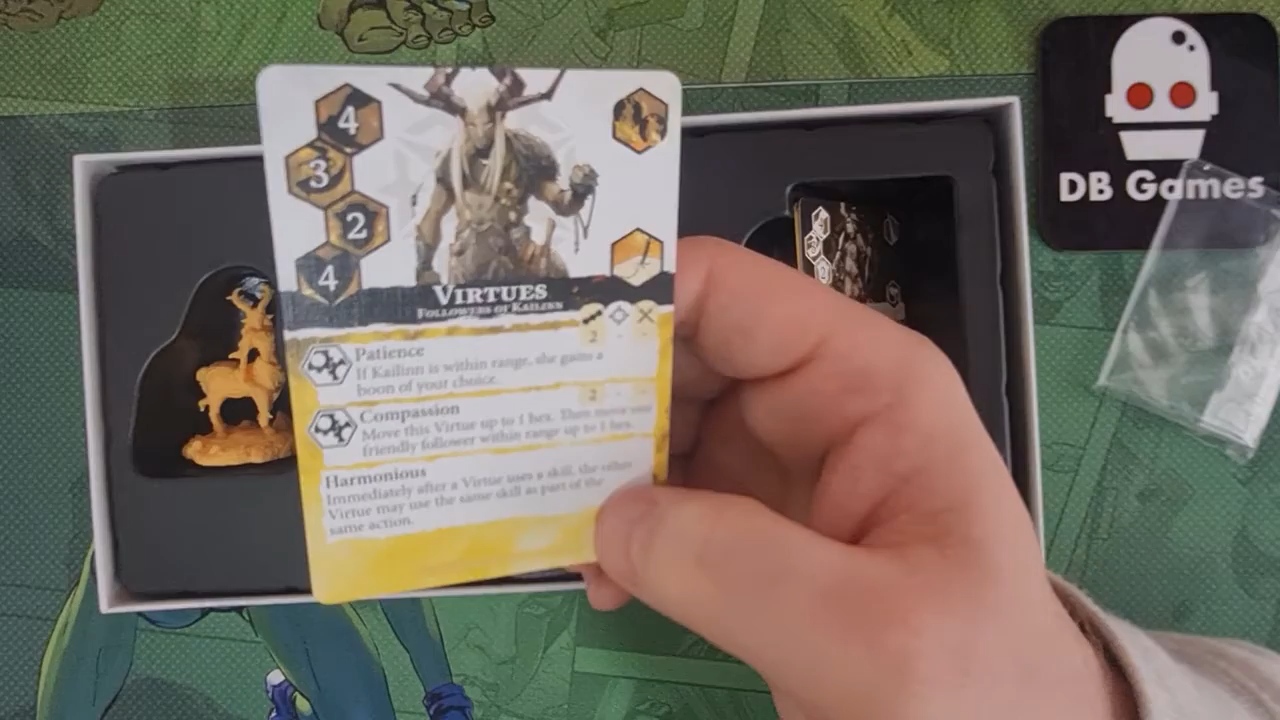 4
3
2
4
VIRTUES
FOLLOWERS OF KAILINN
2 - -
Patience
If Kailinn is within range, she gains a
boon of your choice.
2 - -
Compassion
Move this Virtue up to 1 hex. Then move one
friendly follower within range up to 1 hex.
Harmonious
Immediately after a Virtue uses a skill, the other
Virtue may use the same skill as part of the
same action.
DB Games